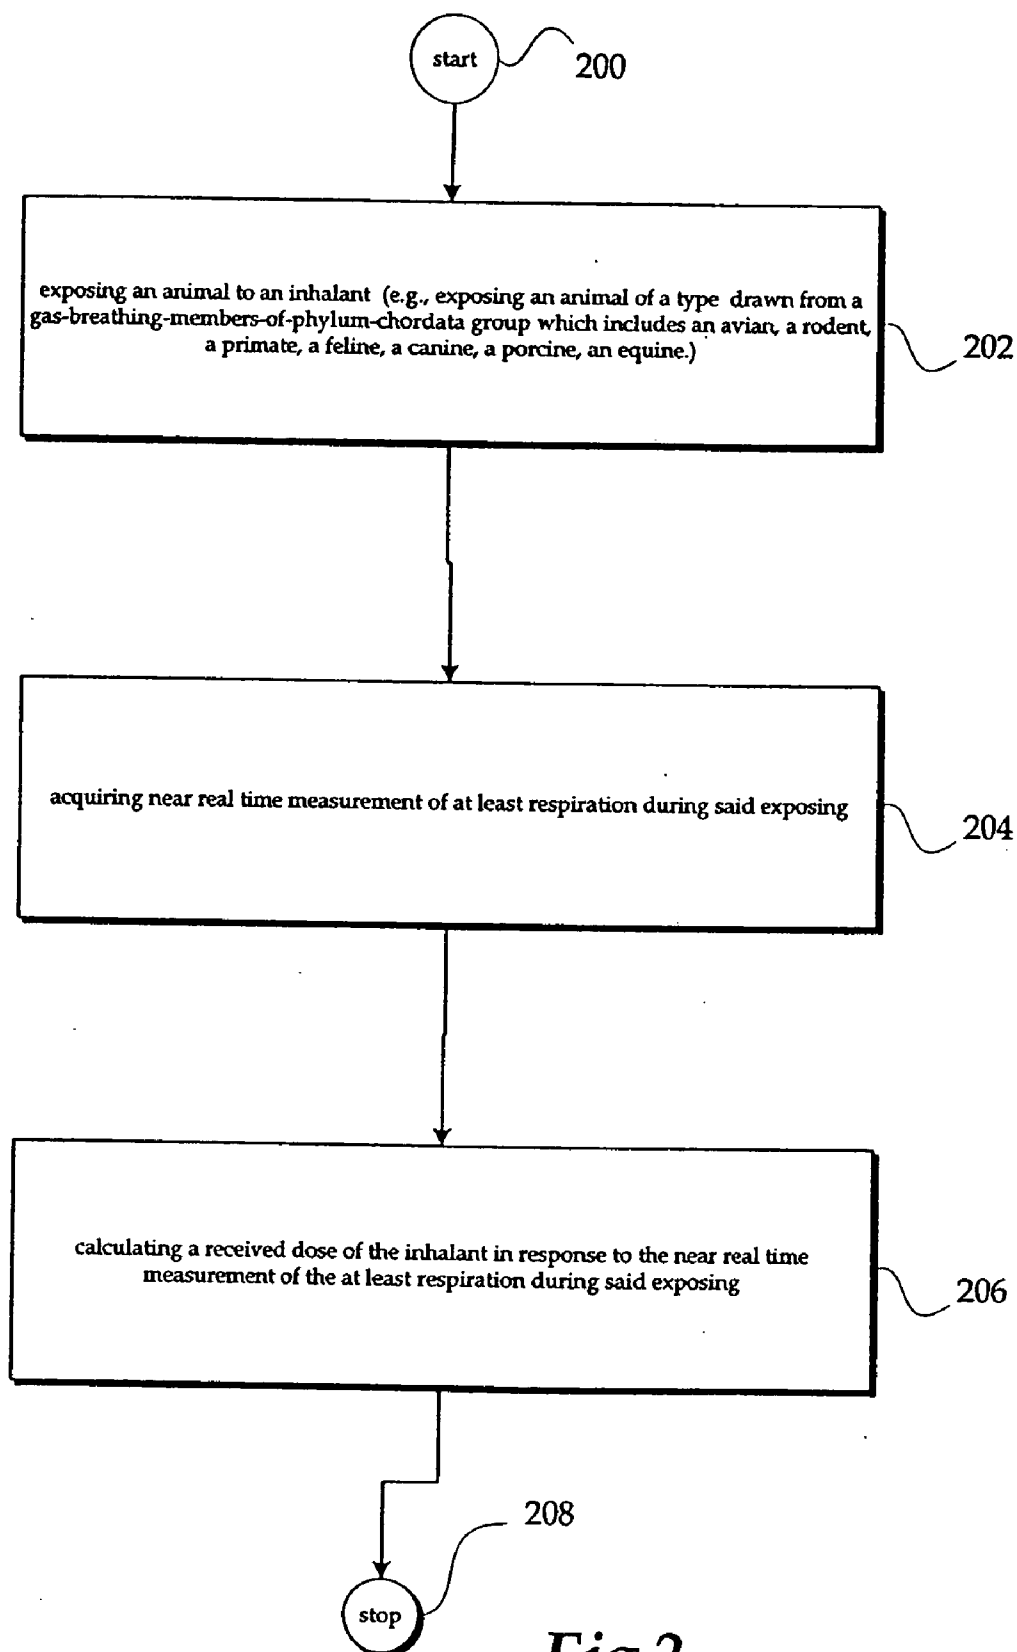 start
200
exposing an animal to an inhalant (e.g., exposing an animal of a type drawn from a
gas-breathing-members-of-phylum-chordata group which includes an avian, a rodent,
a primate, a feline, a canine, a porcine, an equine.)
202
acquiring near real time measurement of at least respiration during said exposing
204
calculating a received dose of the inhalant in response to the near real time
measurement of the at least respiration during said exposing
206
208
stop
Fig.2